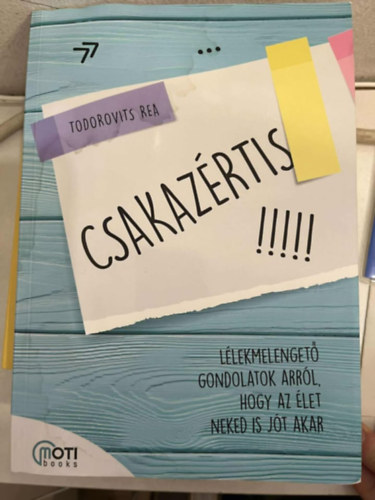 ...
TODOROVITS REA
CSAKAZÉRTIS
!!!!!
LÉLEKMELENGETŐ
GONDOLATOK ARRÓL,
HOGY AZ ÉLET
NEKED IS JÓT AKAR
MOTI
books